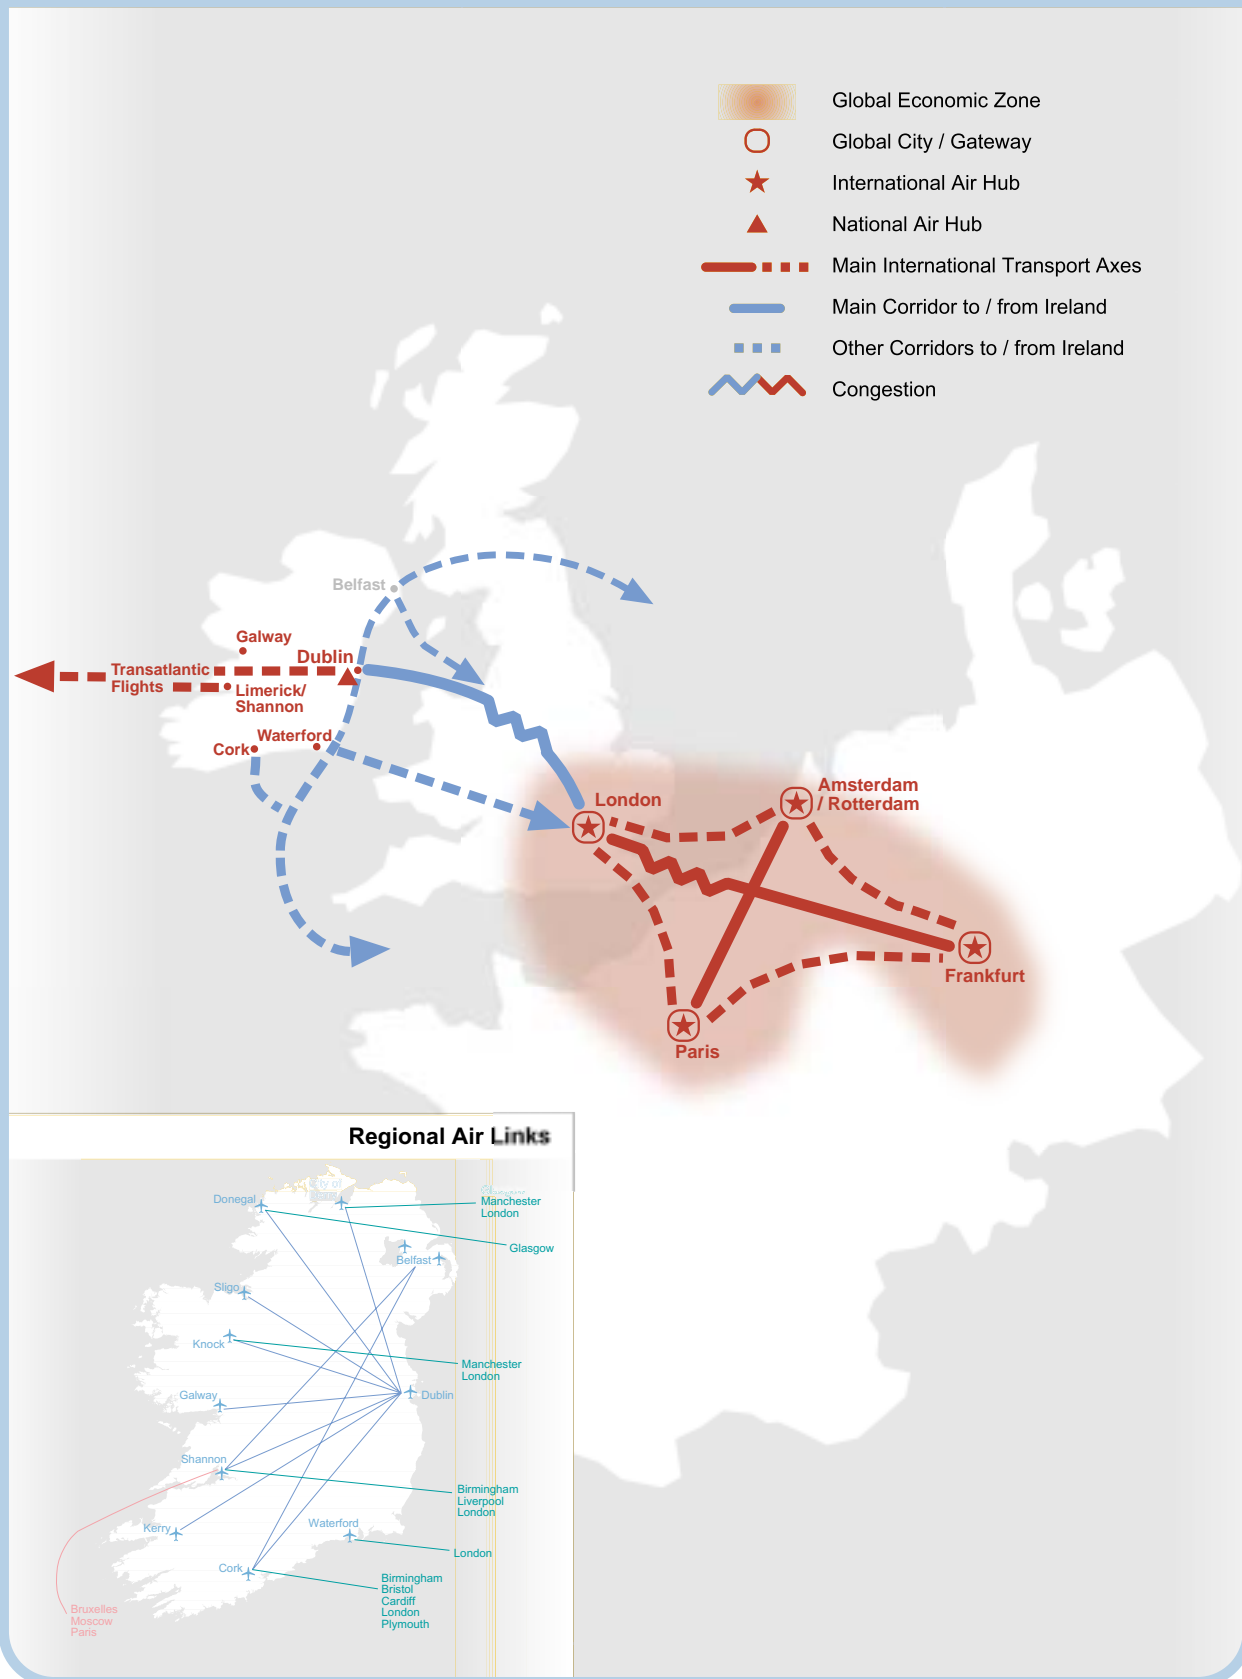 Global Economic Zone
Global City / Gateway
International Air Hub
National Air Hub
Main International Transport Axes
Main Corridor to / from Ireland
Other Corridors to / from Ireland
Congestion
Belfast
Galway
Dublin
Transatlantic
Flights
Limerick/
Shannon
Waterford
Cork
London
Amsterdam
/ Rotterdam
Frankfurt
Paris
Regional Air Links
City of
Donegal
Manchester
London
Glasgow
Belfast
Sligo
Knock
Manchester
London
Galway
Dublin
Shannon
Birmingham
Liverpool
London
Kerry
Waterford
London
Cork
Birmingham
Bristol
Cardiff
London
Plymouth
Bruxelles
Moscow
Paris